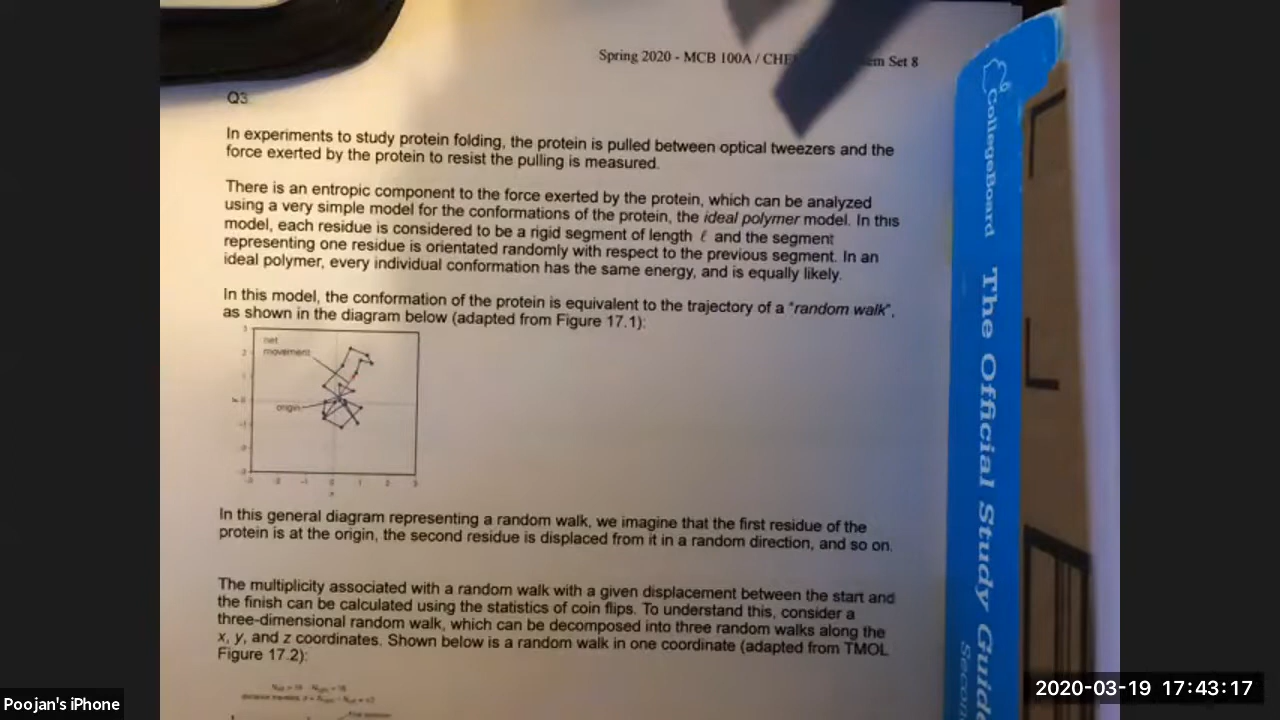 Spring 2020 - MCB 100A / CHE em Set 8
Q3
In experiments to study protein folding, the protein is pulled between optical tweezers and the
force exerted by the protein to resist the pulling is measured.
There is an entropic component to the force exerted by the protein, which can be analyzed
using a very simple model for the conformations of the protein, the ideal polymer model. In this
model, each residue is considered to be a rigid segment of length ℓ and the segment
representing one residue is orientated randomly with respect to the previous segment. In an
ideal polymer, every individual conformation has the same energy, and is equally likely.
In this model, the conformation of the protein is equivalent to the trajectory of a "random walk",
as shown in the diagram below (adapted from Figure 17.1):
net
movement
origin
In this general diagram representing a random walk, we imagine that the first residue of the
protein is at the origin, the second residue is displaced from it in a random direction, and so on.
The multiplicity associated with a random walk with a given displacement between the start and
the finish can be calculated using the statistics of coin flips. To understand this, consider a
three-dimensional random walk, which can be decomposed into three random walks along the
x, y, and z coordinates. Shown below is a random walk in one coordinate (adapted from TMOL
Figure 17.2):
CollegeBoard The Official Study Guide
Poojan's iPhone
2020-03-19 17:43:17